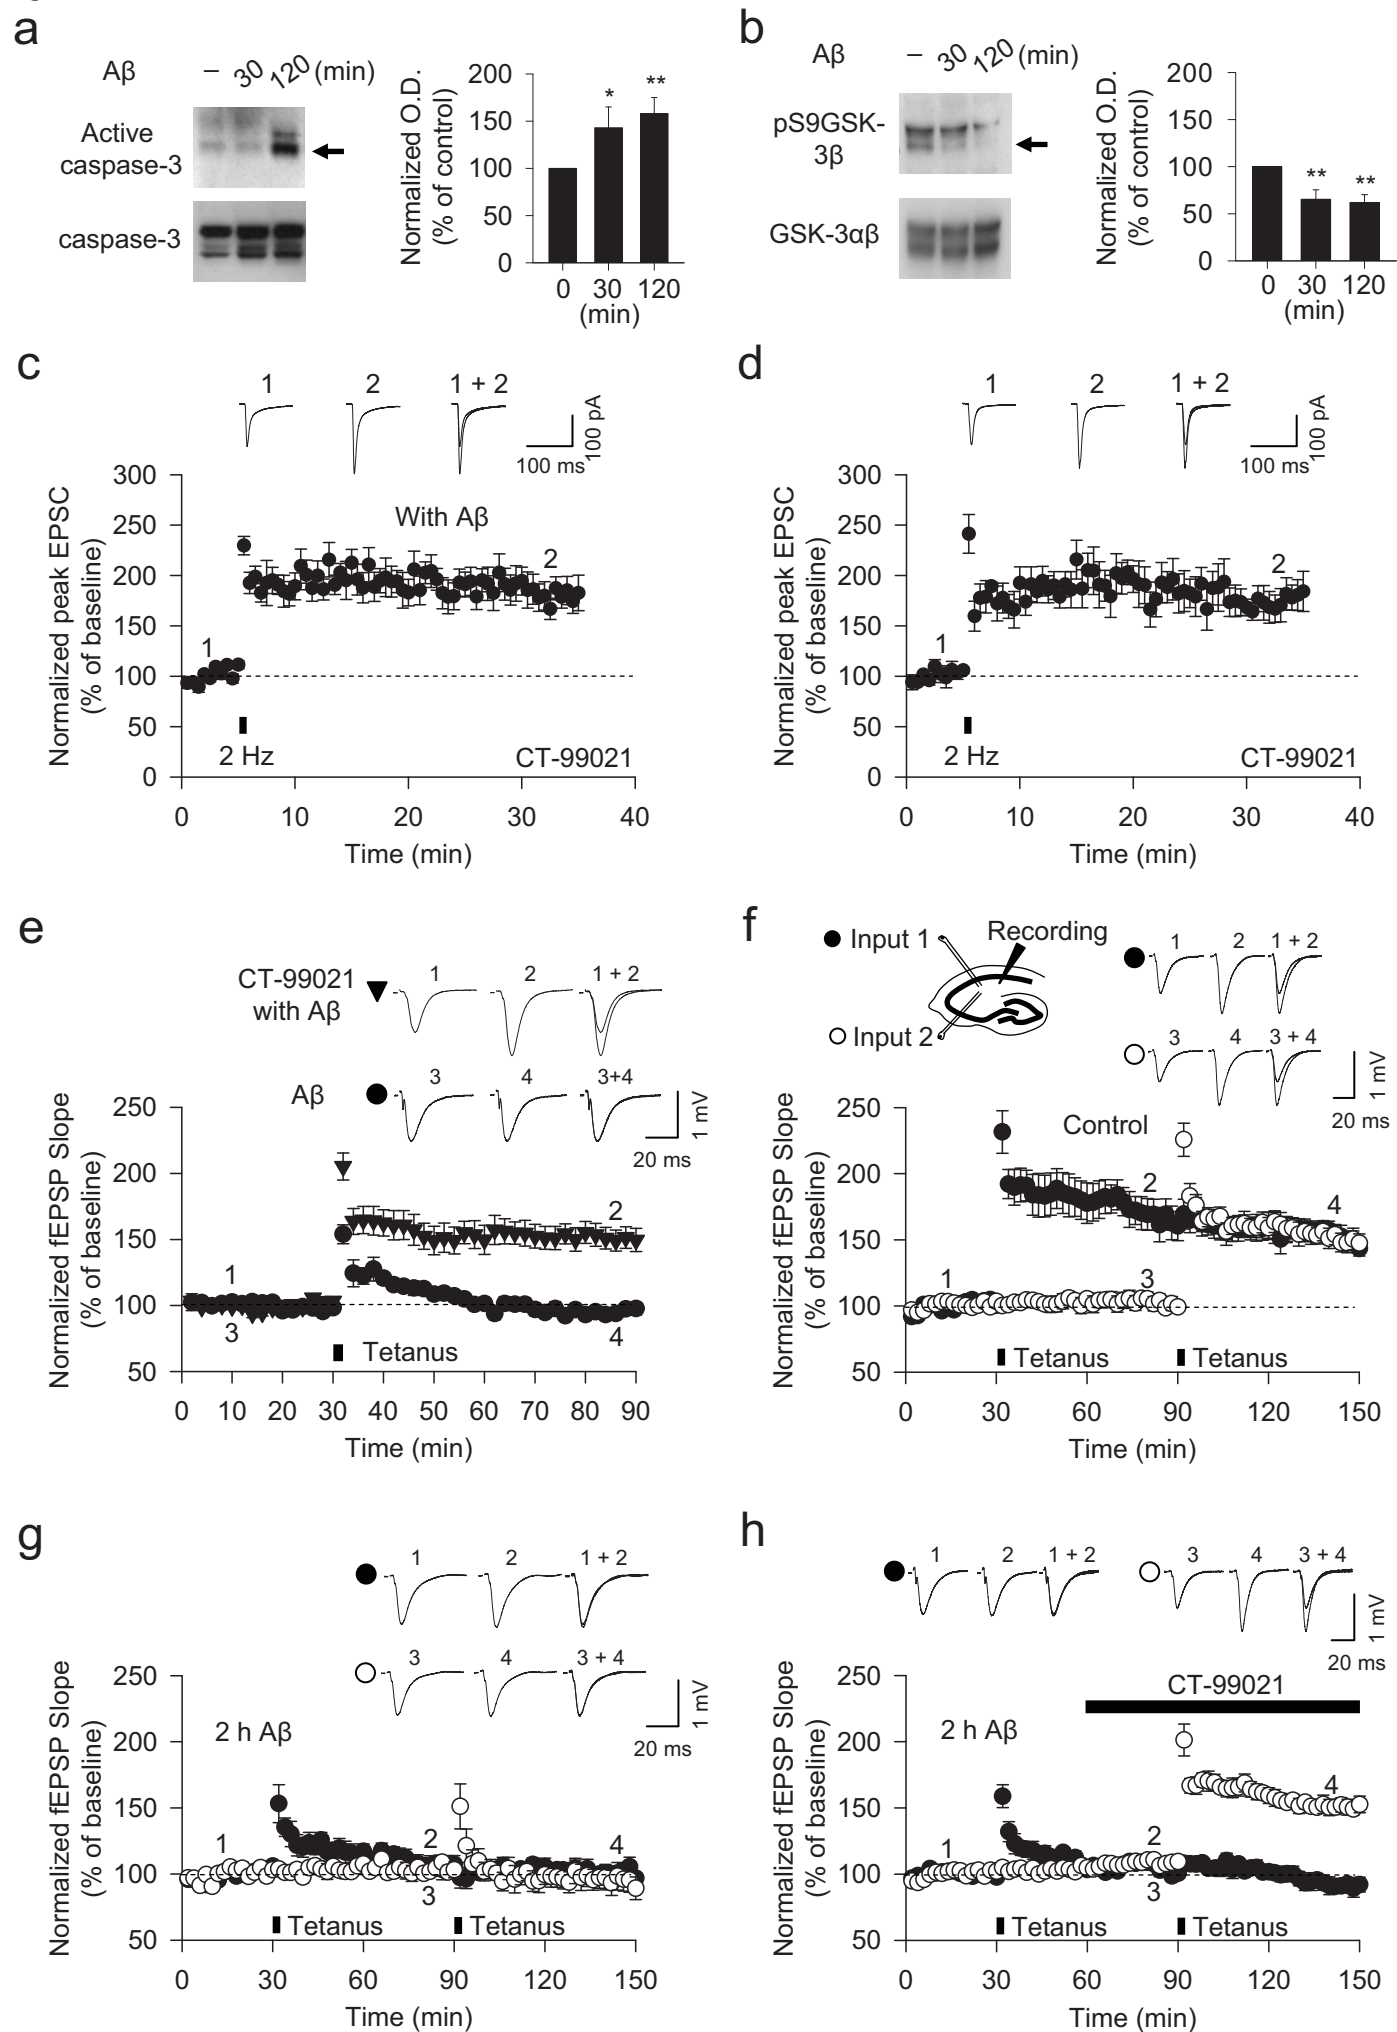 a
Aβ – 30 120 (min)
Active
caspase-3
caspase-3
Normalized O.D.
(% of control)
200
150
100
50
0
* **
0 30 120
(min)
b
Aβ – 30 120 (min)
pS9GSK-
3β
GSK-3αβ
Normalized O.D.
(% of control)
200
150
100
50
0
** **
0 30 120
(min)
c
1 2 1 + 2
100 pA
100 ms
Normalized peak EPSC
(% of baseline)
300
250
200
150
100
50
0
With Aβ
1
2
2 Hz
CT-99021
0 10 20 30 40
Time (min)
d
1 2 1 + 2
100 pA
100 ms
Normalized peak EPSC
(% of baseline)
300
250
200
150
100
50
0
1
2
2 Hz
CT-99021
0 10 20 30 40
Time (min)
e
CT-99021
with Aβ
1 2 1 + 2
Aβ
3 4 3+4
1 mV
20 ms
Normalized fEPSP Slope
(% of baseline)
250
200
150
100
50
1
2
3
4
Tetanus
0 10 20 30 40 50 60 70 80 90
Time (min)
f
Input 1
Recording
Input 2
1 2 1 + 2
3 4 3 + 4
1 mV
20 ms
Control
Normalized fEPSP Slope
(% of baseline)
250
200
150
100
50
1
2
3
4
Tetanus Tetanus
0 30 60 90 120 150
Time (min)
g
1 2 1 + 2
3 4 3 + 4
1 mV
20 ms
2 h Aβ
Normalized fEPSP Slope
(% of baseline)
250
200
150
100
50
1
2
3
4
Tetanus Tetanus
0 30 60 90 120 150
Time (min)
h
1 2 1 + 2
3 4 3 + 4
1 mV
20 ms
CT-99021
2 h Aβ
Normalized fEPSP Slope
(% of baseline)
250
200
150
100
50
1
2
3
4
Tetanus Tetanus
0 30 60 90 120 150
Time (min)